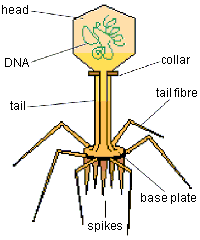 head
DNA
collar
tail
tail fibre
base plate
spikes